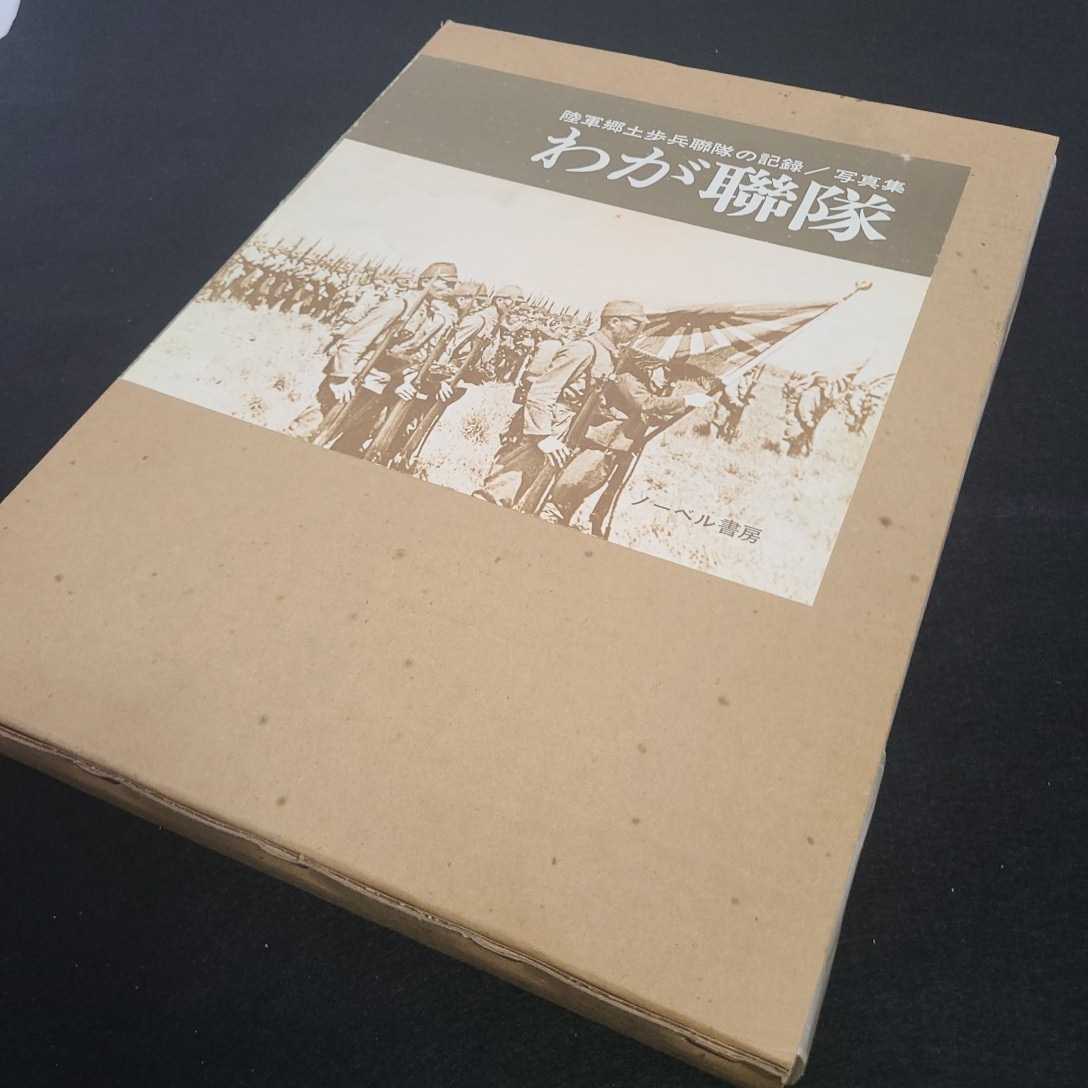 陸軍郷土歩兵聯隊の記録/写真集
わが聯隊
ノーベル書房